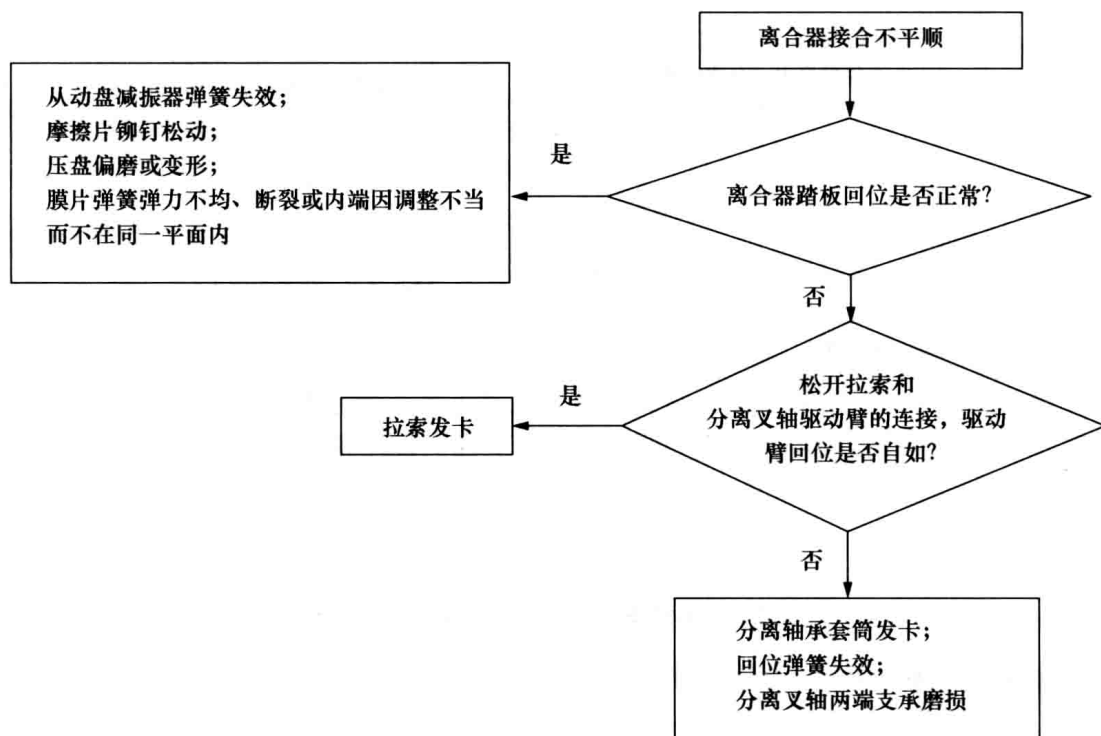 离合器接合不平顺
从动盘减振器弹簧失效；
摩擦片铆钉松动；
压盘偏磨或变形；
膜片弹簧弹力不均、断裂或内端因调整不当
而不在同一平面内
是
离合器踏板回位是否正常？
否
松开拉索和
分离叉轴驱动臂的连接，驱动
臂回位是否自如？
是
拉索发卡
否
分离轴承套筒发卡；
回位弹簧失效；
分离叉轴两端支承磨损